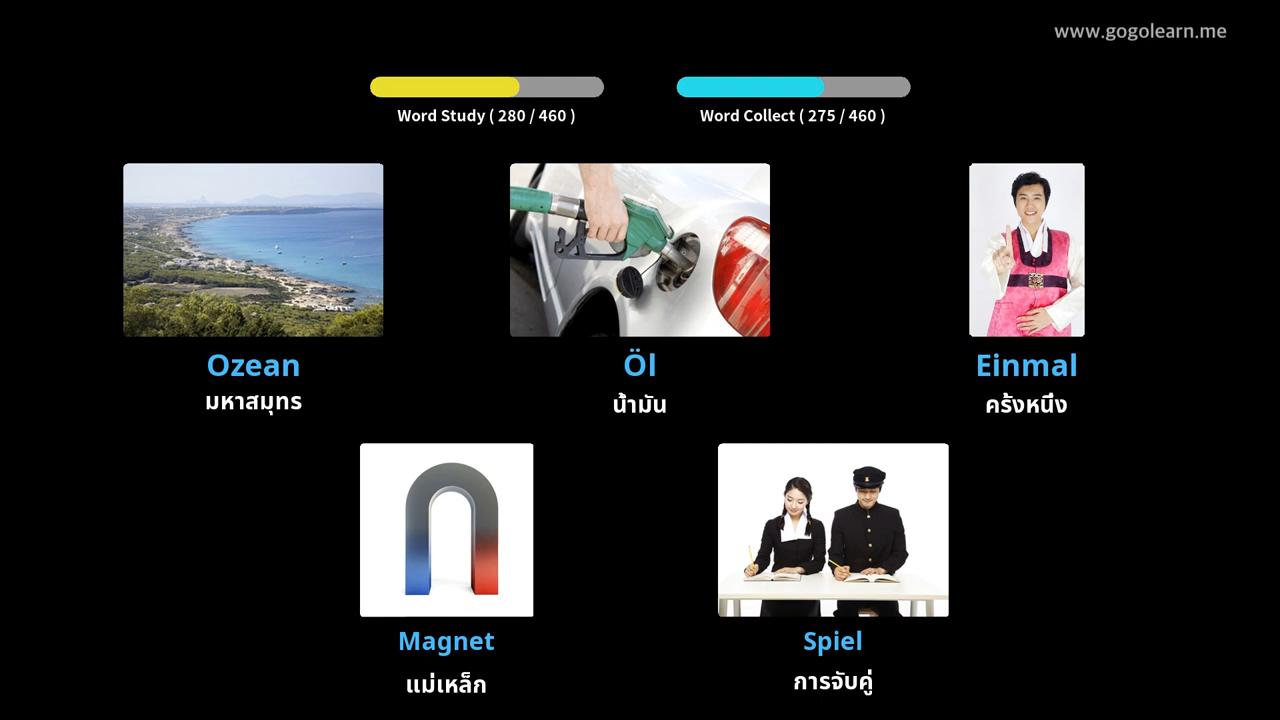 www.gogolearn.me
Word Study ( 280 / 460 )
Word Collect ( 275 / 460 )
Ozean
มหาสมุทร
Öl
น้ำมัน
Einmal
ครั้งหนึ่ง
Magnet
แม่เหล็ก
Spiel
การจับคู่